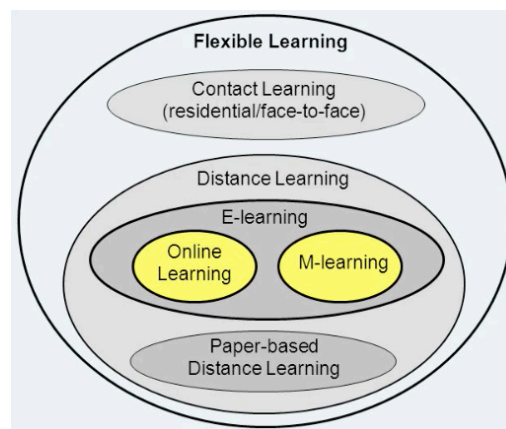 Flexible Learning
Contact Learning
(residential/face-to-face)
Distance Learning
E-learning
Online
Learning
M-learning
Paper-based
Distance Learning